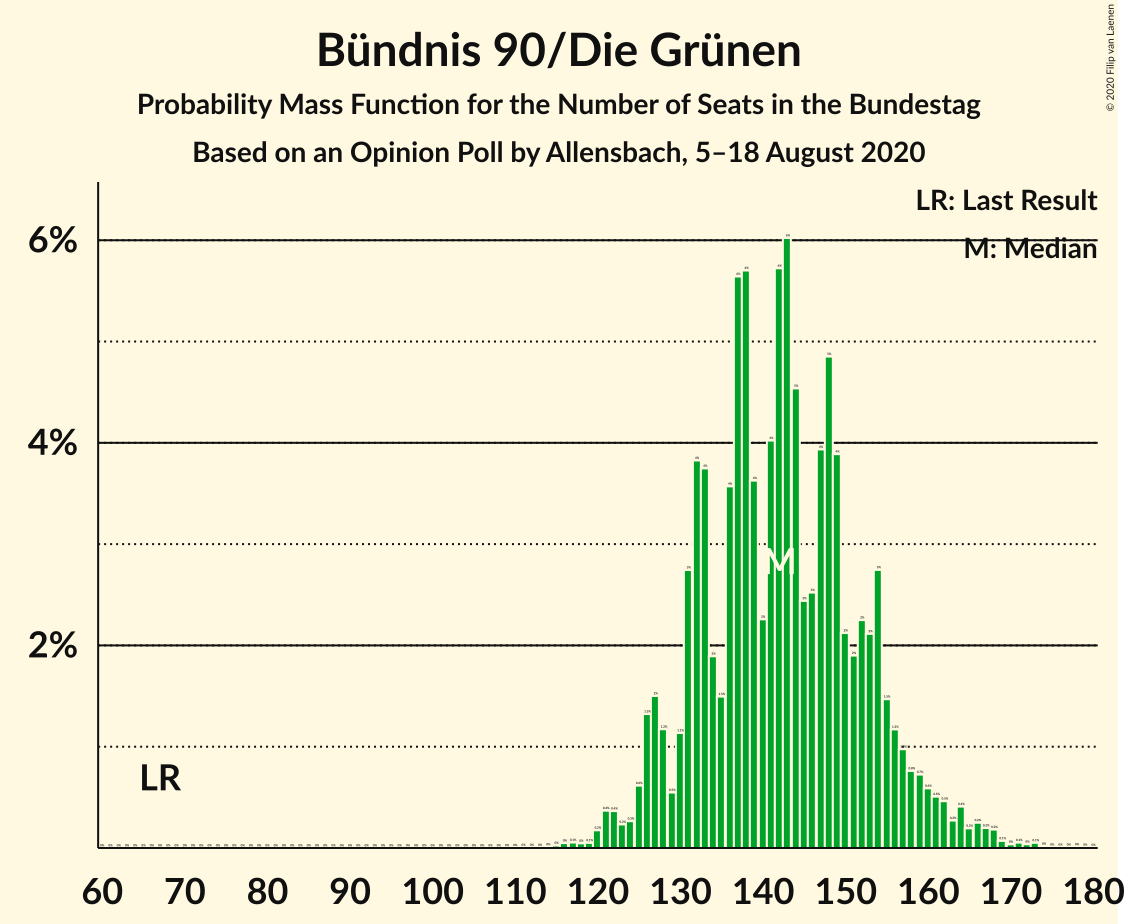 Bündnis 90/Die Grünen
Probability Mass Function for the Number of Seats in the Bundestag
Based on an Opinion Poll by Allensbach, 5–18 August 2020
© 2020 Filip van Laenen
LR: Last Result
M: Median
6%
4%
2%
LR
M
60 70 80 90 100 110 120 130 140 150 160 170 180